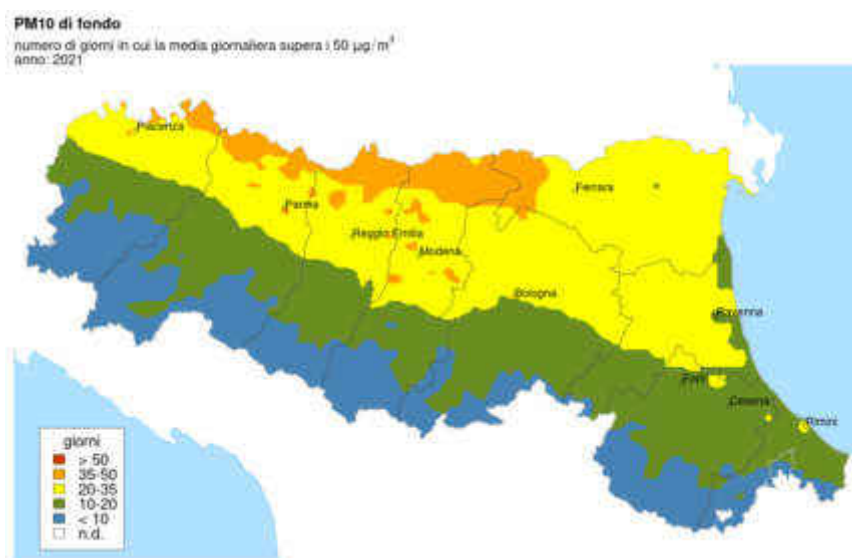 PM10 di fondo
numero di giorni in cui la media giornaliera supera i 50 µg/m³
anno: 2021
Piacenza
Parma
Reggio Emilia
Modena
Ferrara
Bologna
Ravenna
Forlì
Cesena
Rimini
giorni
> 50
35-50
20-35
10-20
< 10
n.d.